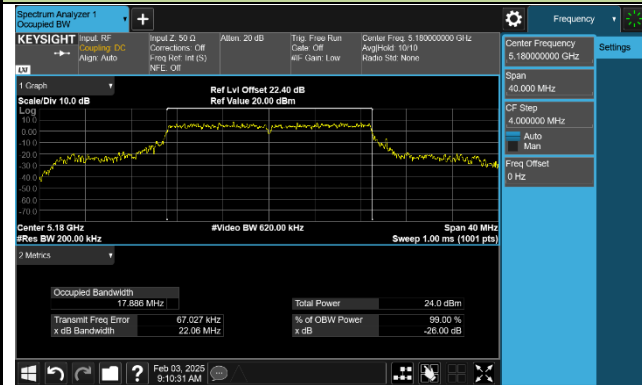 Spectrum Analyzer 1
Occupied BW
Frequency
KEYSIGHT
Input: RF
Coupling: DC
Align: Auto
Input Z: 50 Ω
Corrections: Off
Freq Ref: Int (S)
NFE: Off
Atten: 20 dB
Trig: Free Run
Gate: Off
#IF Gain: Low
Center Freq: 5.180000000 GHz
Avg|Hold: 10/10
Radio Std: None
LXI
Center Frequency
5.180000000 GHz
Settings
Span
40.000 MHz
CF Step
4.000000 MHz
Auto
Man
Freq Offset
0 Hz
1 Graph
Scale/Div 10.0 dB
Ref Lvl Offset 22.40 dB
Ref Value 20.00 dBm
Log
10.0
0.00
-10.0
-20.0
-30.0
-40.0
-50.0
-60.0
-70.0
Center 5.18 GHz
#Video BW 620.00 kHz
Span 40 MHz
#Res BW 200.00 kHz
Sweep 1.00 ms (1001 pts)
2 Metrics
Occupied Bandwidth
17.886 MHz
Total Power
24.0 dBm
Transmit Freq Error
67.027 kHz
% of OBW Power
99.00 %
x dB Bandwidth
22.06 MHz
x dB
-26.00 dB
Feb 03, 2025
9:10:31 AM